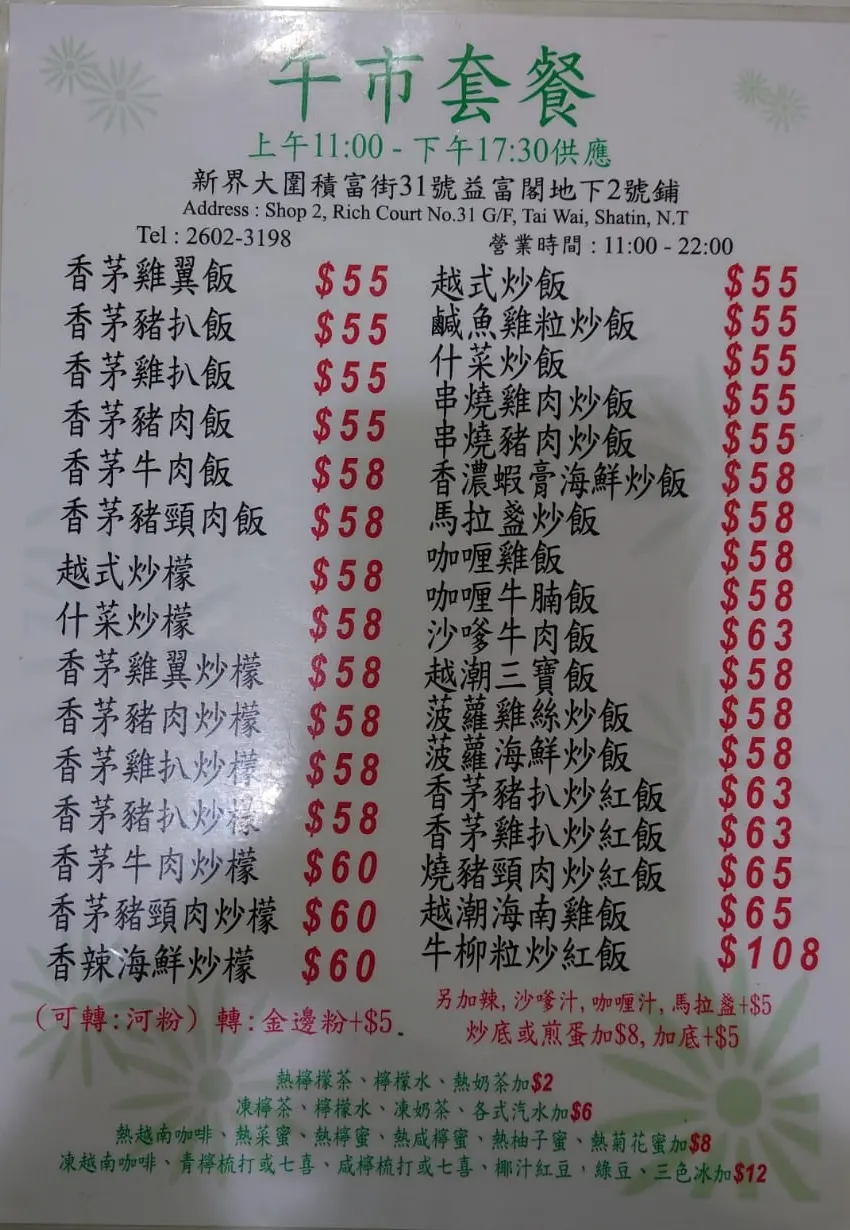 午市套餐
上午11:00 - 下午17:30供應
新界大圍積富街31號益富閣地下2號鋪
Address : Shop 2, Rich Court No.31 G/F, Tai Wai, Shatin, N.T
Tel : 2602-3198
營業時間 : 11:00 - 22:00
香茅雞翼飯 $55
香茅豬扒飯 $55
香茅雞扒飯 $55
香茅豬肉飯 $55
香茅牛肉飯 $58
香茅豬頸肉飯 $58
越式炒檬 $58
什菜炒檬 $58
香茅雞翼炒檬 $58
香茅豬肉炒檬 $58
香茅雞扒炒檬 $58
香茅豬扒炒檬 $58
香茅牛肉炒檬 $60
香茅豬頸肉炒檬 $60
香辣海鮮炒檬 $60
(可轉:河粉) 轉:金邊粉+$5.
越式炒飯 $55
鹹魚雞粒炒飯 $55
什菜炒飯 $55
串燒雞肉炒飯 $55
串燒豬肉炒飯 $55
香濃蝦膏海鮮炒飯 $58
馬拉盞炒飯 $58
咖喱雞飯 $58
咖喱牛腩飯 $58
沙嗲牛肉飯 $63
越潮三寶飯 $58
菠蘿雞絲炒飯 $58
菠蘿海鮮炒飯 $58
香茅豬扒炒紅飯 $63
香茅雞扒炒紅飯 $63
燒豬頸肉炒紅飯 $65
越潮海南雞飯 $65
牛柳粒炒紅飯 $108
另加辣, 沙嗲汁, 咖喱汁, 馬拉盞+$5
炒底或煎蛋加$8, 加底+$5
熱檸檬茶、檸檬水、熱奶茶加$2
凍檸茶、檸檬水、凍奶茶、各式汽水加$6
熱越南咖啡、熱菜蜜、熱檸蜜、熱咸檸蜜、熱柚子蜜、熱菊花蜜加$8
凍越南咖啡、青檸梳打或七喜、咸檸梳打或七喜、椰汁紅豆，綠豆、三色冰加$12